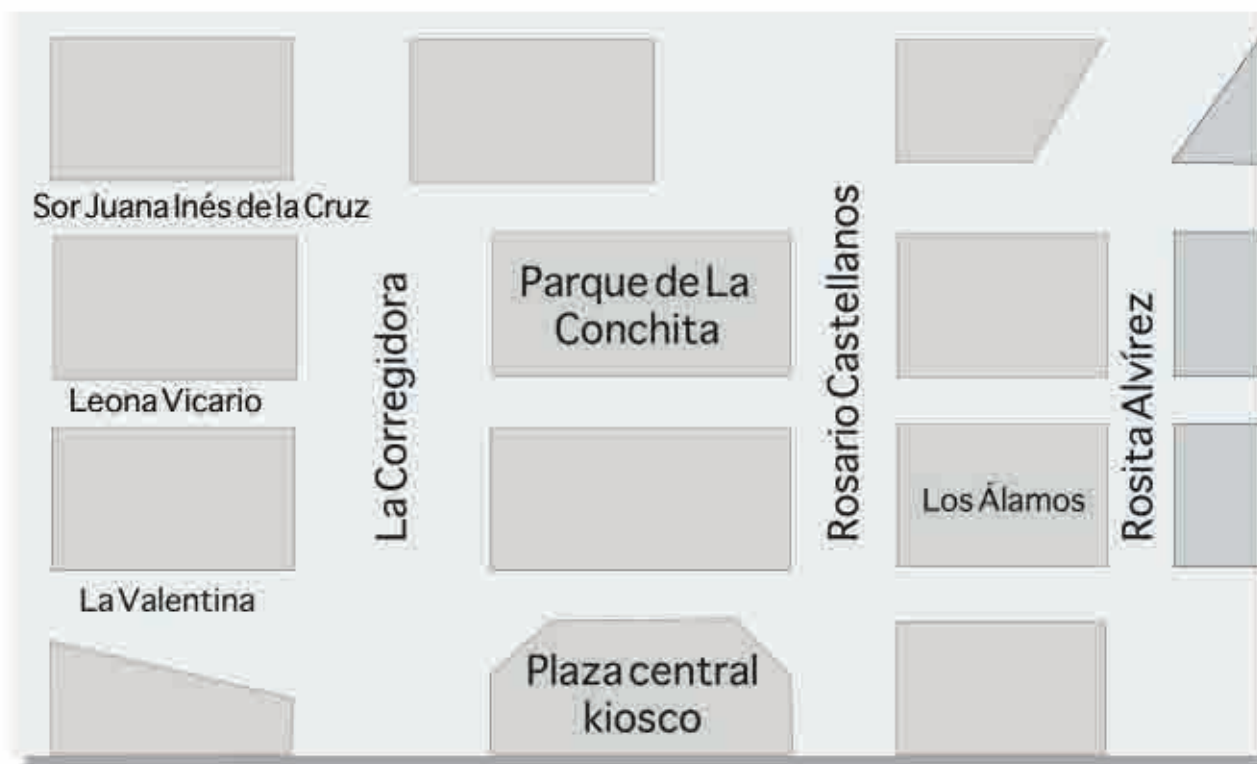 Sor Juana Inés de la Cruz
Parque de La
Conchita
La Corregidora
Rosario Castellanos
Rosita Alvírez
Leona Vicario
Los Álamos
La Valentina
Plaza central
kiosco